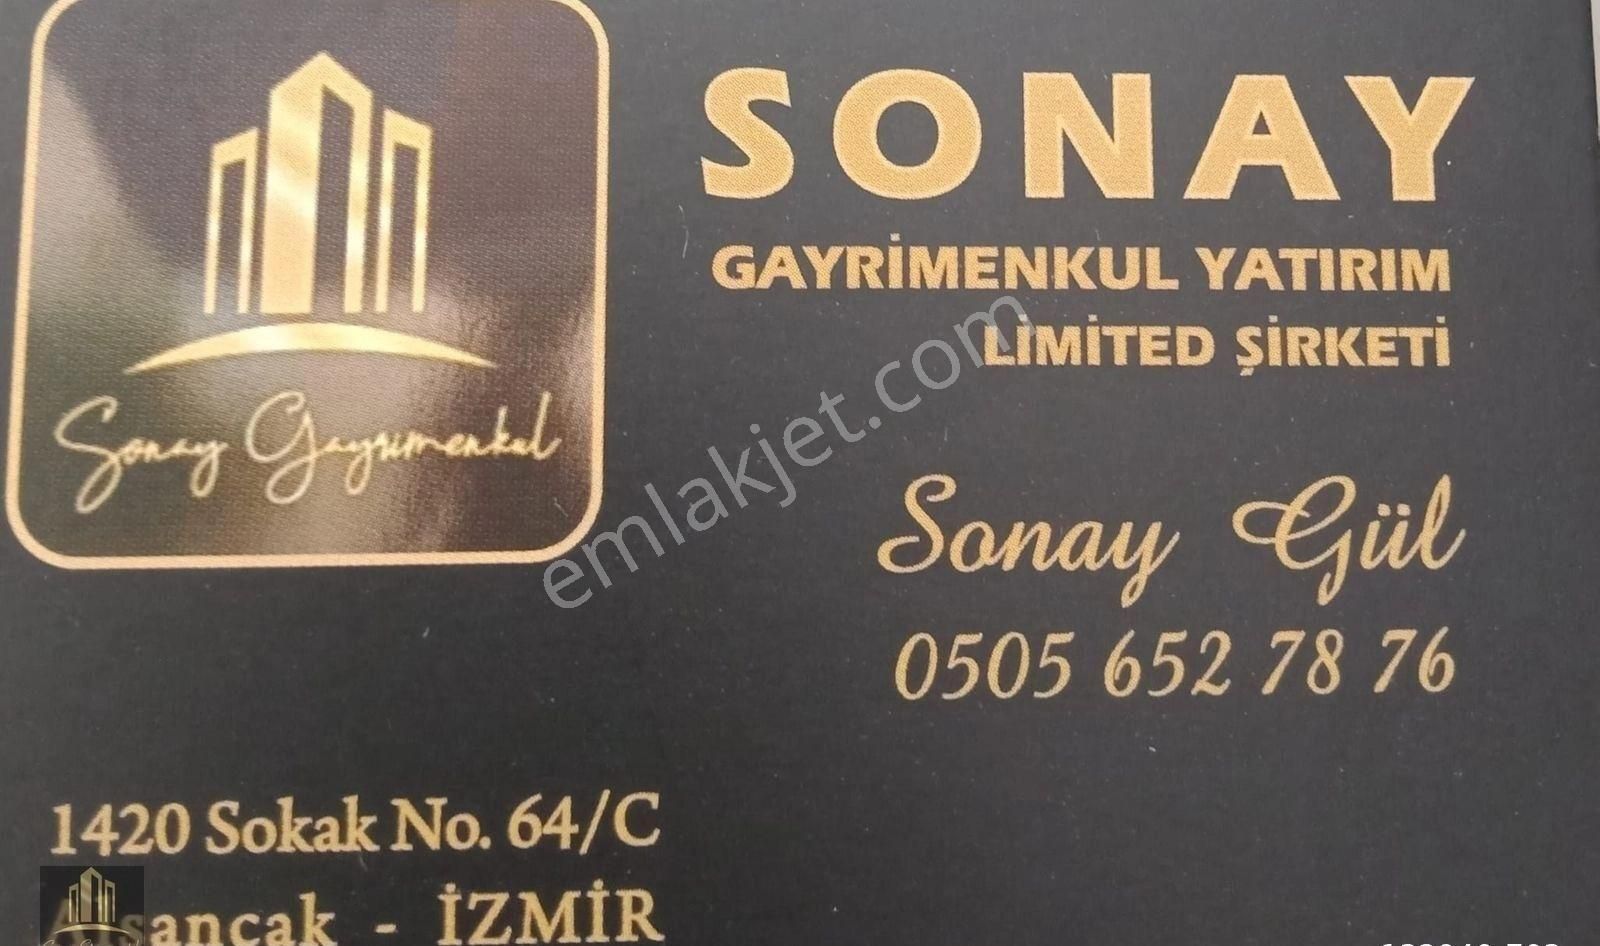 SONAY
GAYRİMENKUL YATIRIM
LİMİTED ŞİRKETİ
Sonay Gayrimenkul
emlakjet.com
Sonay Gül
0505 652 78 76
1420 Sokak No. 64/C
Alsancak - İZMİR